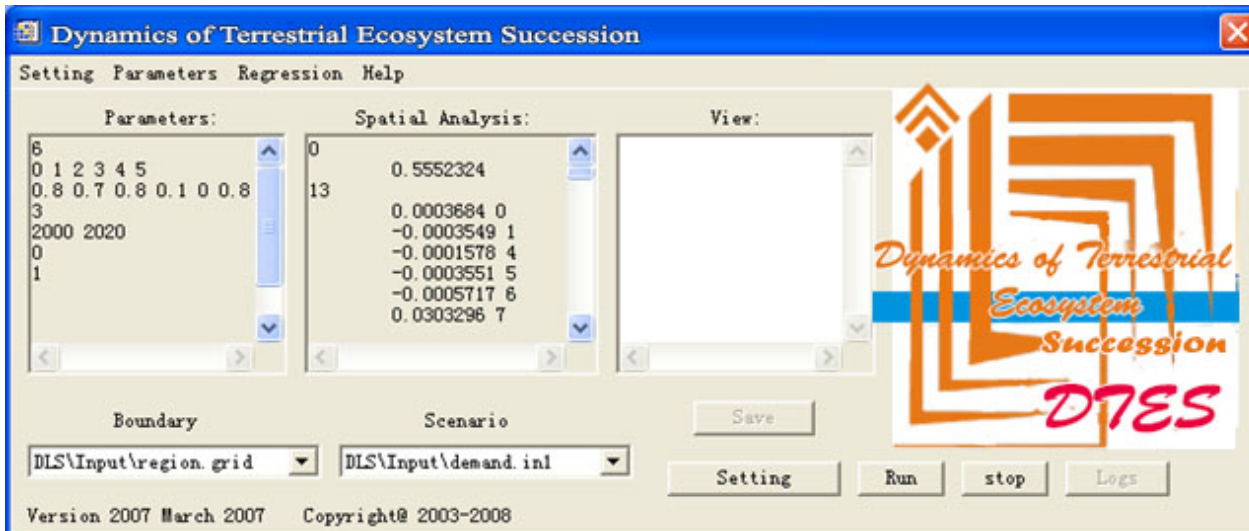 Dynamics of Terrestrial Ecosystem Succession
Setting Parameters Regression Help
Parameters:
6
0 1 2 3 4 5
0.8 0.7 0.8 0.1 0 0.8
3
2000 2020
0
1
Spatial Analysis:
0
0.5552324
13
0.0003684 0
-0.0003549 1
-0.0001578 4
-0.0003551 5
-0.0005717 6
0.0303296 7
View:
Dynamics of Terrestrial
Ecosystem
Succession
DTES
Boundary
DLS\Input\region.grid
Scenario
DLS\Input\demand.in1
Save
Setting
Run
stop
Logs
Version 2007 March 2007
Copyright@ 2003-2008